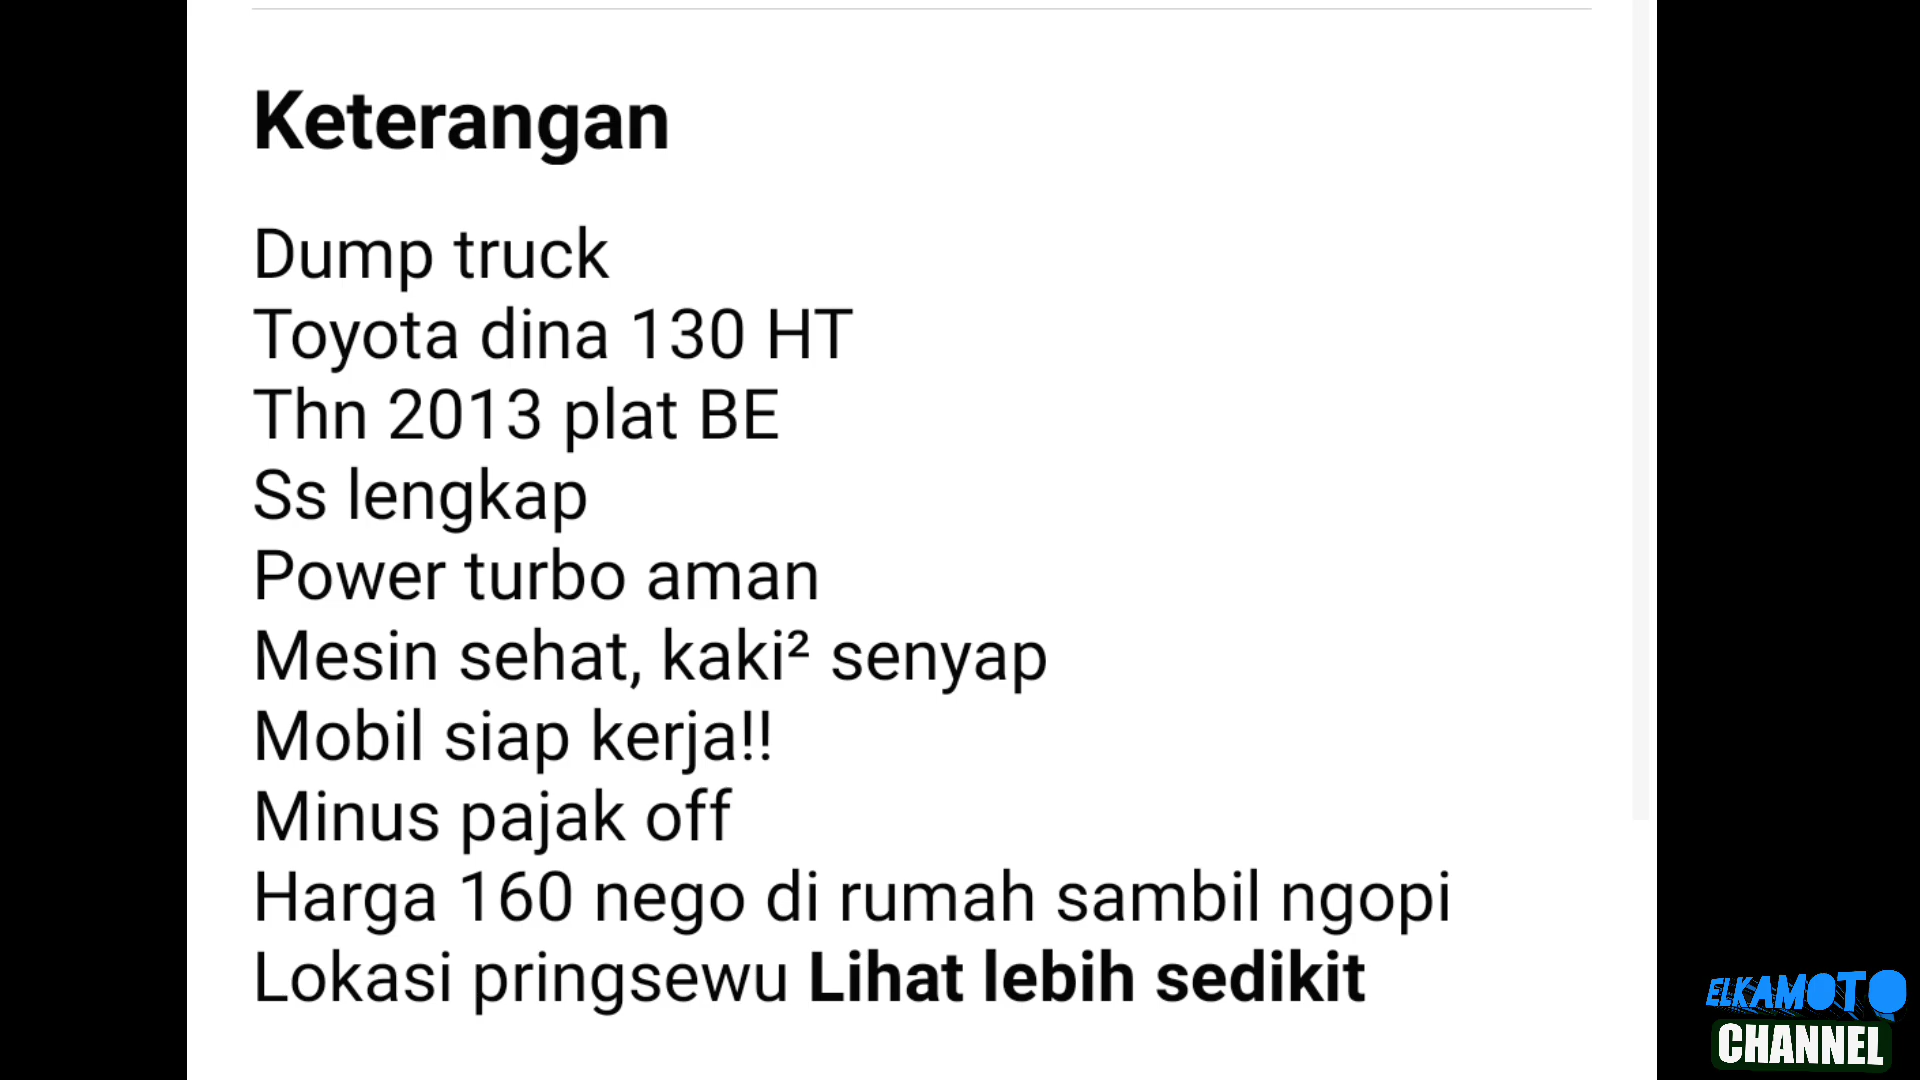 Keterangan
Dump truck
Toyota dina 130 HT
Thn 2013 plat BE
Ss lengkap
Power turbo aman
Mesin sehat, kaki² senyap
Mobil siap kerja!!
Minus pajak off
Harga 160 nego di rumah sambil ngopi
Lokasi pringsewu Lihat lebih sedikit
ELKAMOTO
CHANNEL